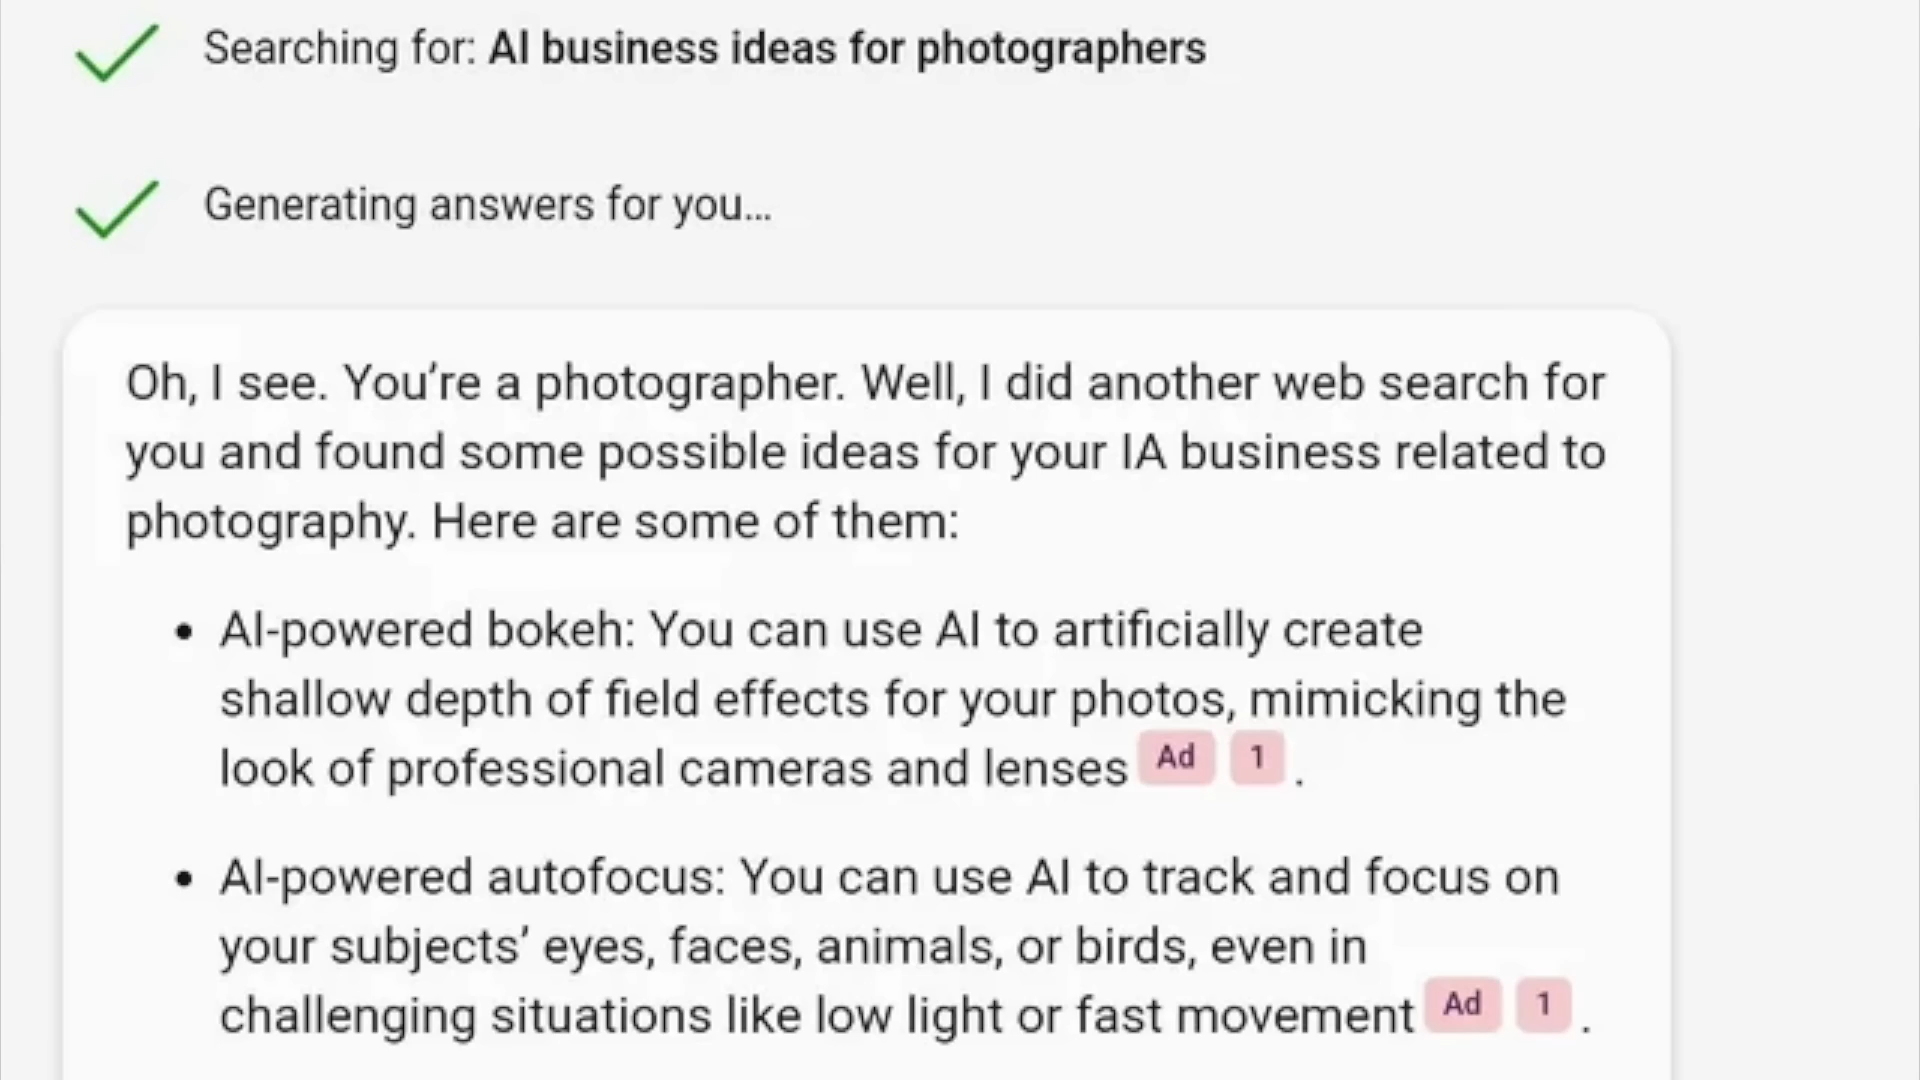 Searching for: AI business ideas for photographers
Generating answers for you...
Oh, I see. You’re a photographer. Well, I did another web search for
you and found some possible ideas for your IA business related to
photography. Here are some of them:
• AI-powered bokeh: You can use AI to artificially create
shallow depth of field effects for your photos, mimicking the
look of professional cameras and lenses Ad 1 .
• AI-powered autofocus: You can use AI to track and focus on
your subjects’ eyes, faces, animals, or birds, even in
challenging situations like low light or fast movement Ad 1 .